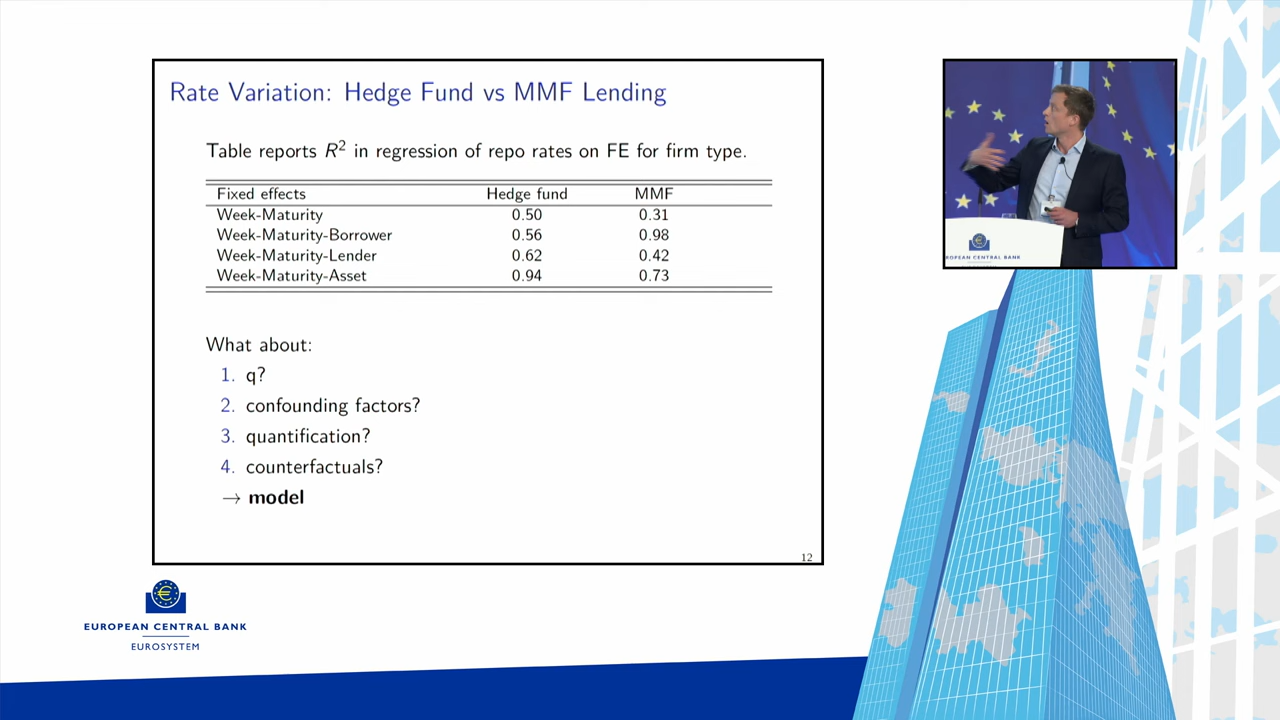 Rate Variation: Hedge Fund vs MMF Lending
Table reports R² in regression of repo rates on FE for firm type.
Fixed effects Hedge fund MMF
Week-Maturity 0.50 0.31
Week-Maturity-Borrower 0.56 0.98
Week-Maturity-Lender 0.62 0.42
Week-Maturity-Asset 0.94 0.73
What about:
1. q?
2. confounding factors?
3. quantification?
4. counterfactuals?
→ model
12
EUROPEAN CENTRAL BANK
EUROSYSTEM
EUROPEAN CENTRAL BANK